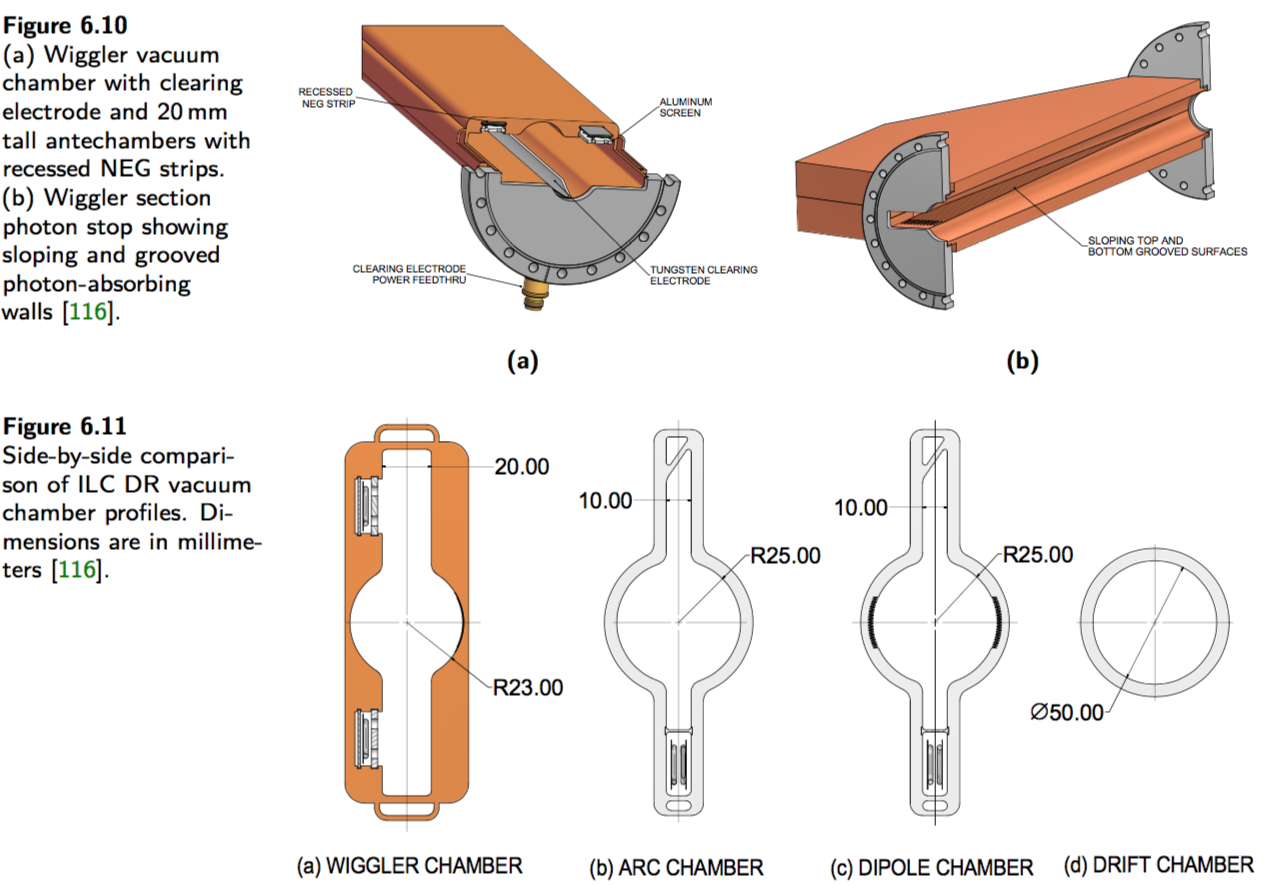 Figure 6.10
(a) Wiggler vacuum
chamber with clearing
electrode and 20 mm
tall antechambers with
recessed NEG strips.
(b) Wiggler section
photon stop showing
sloping and grooved
photon-absorbing
walls [116].
RECESSED
NEG STRIP
ALUMINUM
SCREEN
CLEARING ELECTRODE
POWER FEEDTHRU
TUNGSTEN CLEARING
ELECTRODE
SLOPING TOP AND
BOTTOM GROOVED SURFACES
(a)
(b)
Figure 6.11
Side-by-side compari-
son of ILC DR vacuum
chamber profiles. Di-
mensions are in millime-
ters [116].
20.00
R23.00
10.00
R25.00
10.00
R25.00
Ø50.00
(a) WIGGLER CHAMBER
(b) ARC CHAMBER
(c) DIPOLE CHAMBER
(d) DRIFT CHAMBER